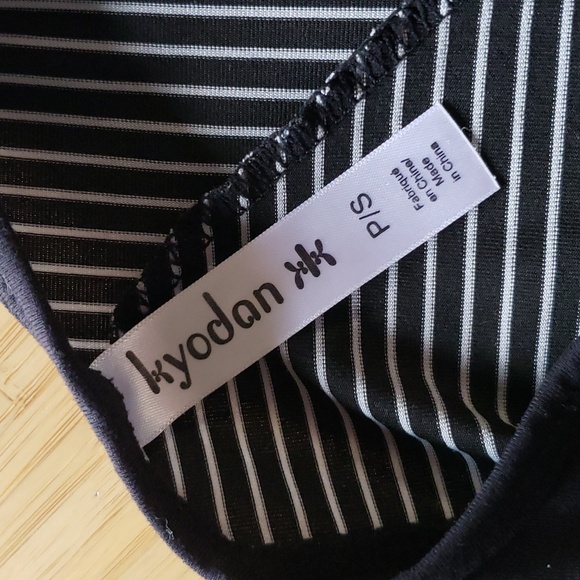 kyodan
P/S
Fabriqué
en Chine/
Made
in China